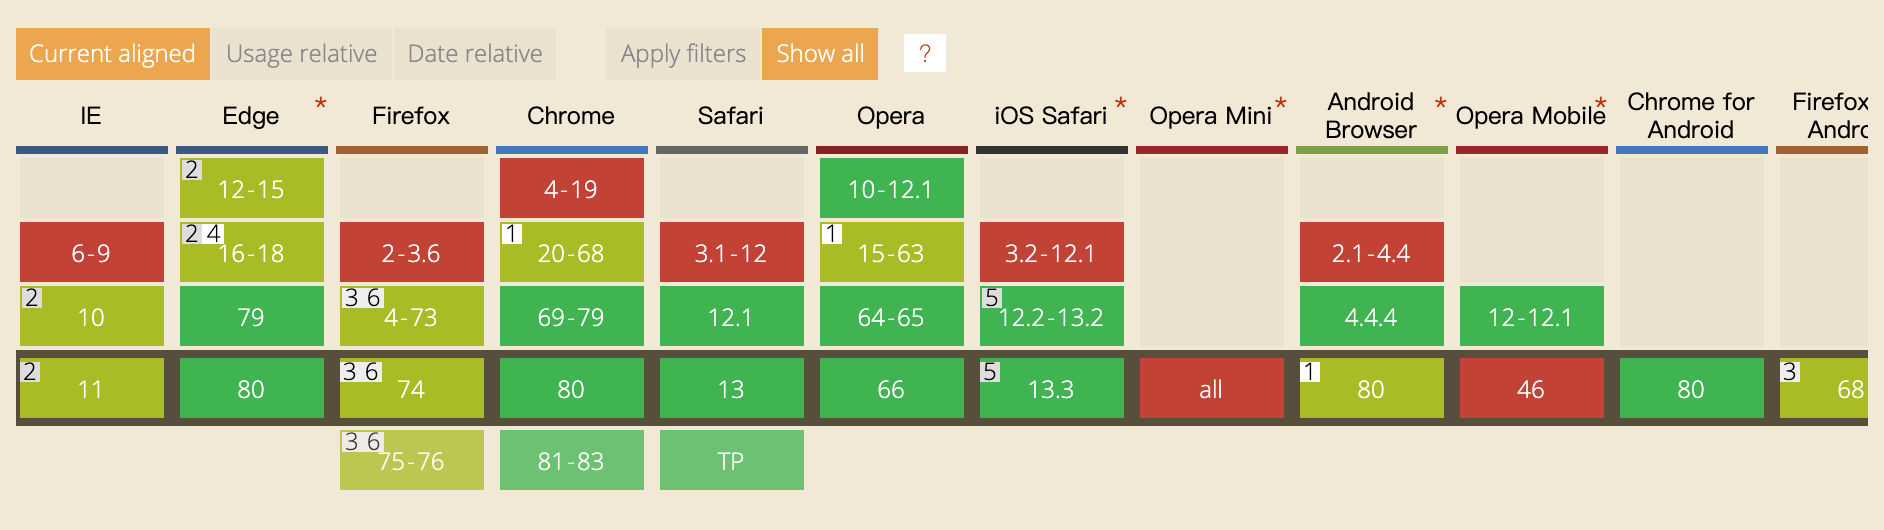 Current aligned Usage relative Date relative Apply filters Show all ?
IE Edge * Firefox Chrome Safari Opera iOS Safari * Opera Mini * Android Browser * Opera Mobile * Chrome for Android Firefox Andro
2 12-15 4-19 10-12.1
6-9 2 4 16-18 2-3.6 1 20-68 3.1-12 1 15-63 3.2-12.1 2.1-4.4
2 10 79 3 6 4-73 69-79 12.1 64-65 5 12.2-13.2 4.4.4 12-12.1
2 11 80 3 6 74 80 13 66 5 13.3 all 1 80 46 80 3 68
3 6 75-76 81-83 TP